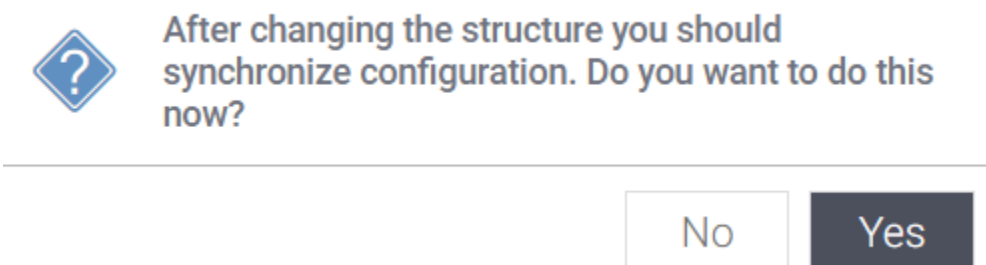 ?
After changing the structure you should
synchronize configuration. Do you want to do this
now?
No
Yes